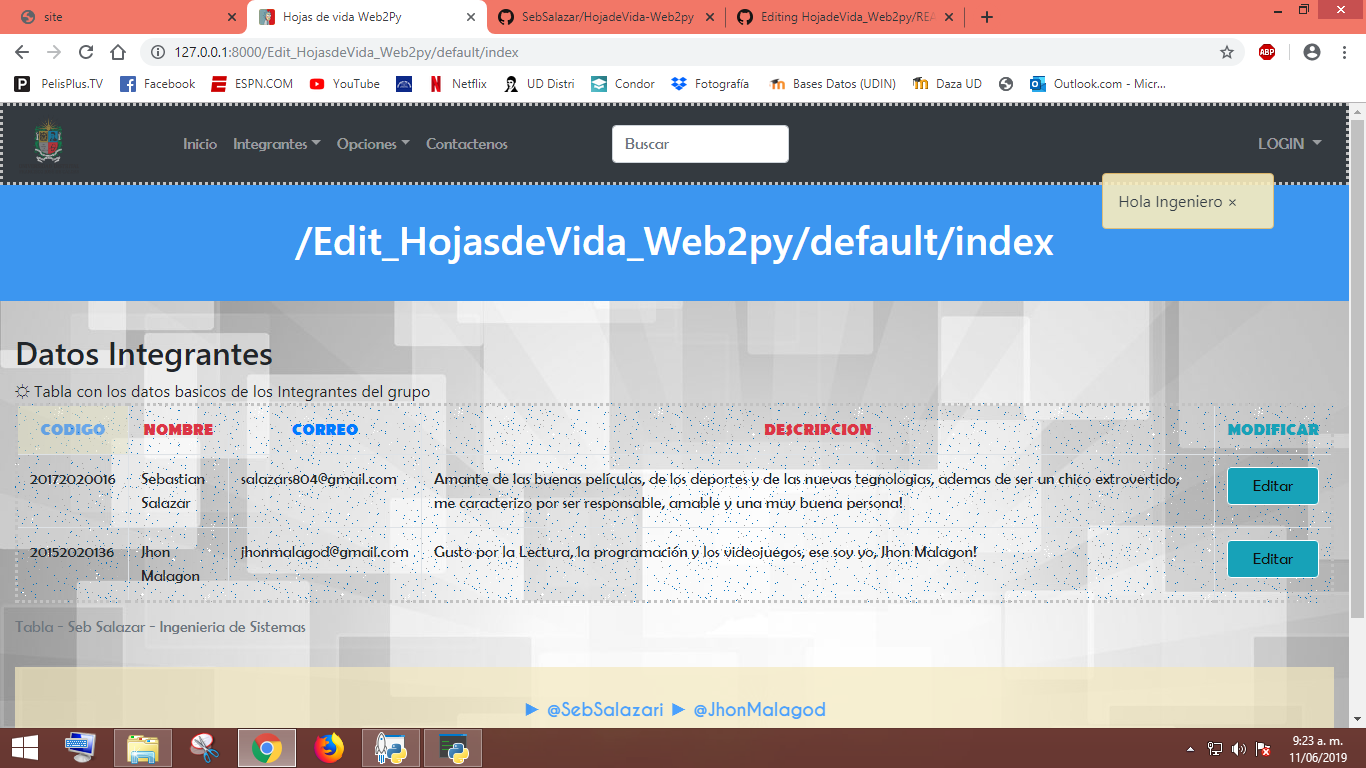 site
Hojas de vida Web2Py
SebSalazar/HojadeVida-Web2py
Editing HojadeVida_Web2py/REA
127.0.0.1:8000/Edit_HojasdeVida_Web2py/default/index
ABP
P PelisPlus.TV
Facebook
ESPN.COM
YouTube
Netflix
UD Distri
Condor
Fotografía
Bases Datos (UDIN)
Daza UD
Outlook.com - Micr...
Inicio
Integrantes
Opciones
Contactenos
Buscar
LOGIN
Hola Ingeniero ×
/Edit_HojasdeVida_Web2py/default/index
Datos Integrantes
☼ Tabla con los datos basicos de los Integrantes del grupo
CODIGO NOMBRE CORREO DESCRIPCION MODIFICAR
20172020016 Sebastian salazars804@gmail.com Amante de las buenas películas, de los deportes y de las nuevas tegnologias, ademas de ser un chico extrovertido, Editar
Salazar me caracterizo por ser responsable, amable y una muy buena persona!
20152020136 Jhon jhonmalagod@gmail.com Gusto por la Lectura, la programación y los videojuegos, ese soy yo, Jhon Malagon! Editar
Malagon
Tabla - Seb Salazar - Ingenieria de Sistemas
► @SebSalazari ► @JhonMalagod
9:23 a. m.
11/06/2019